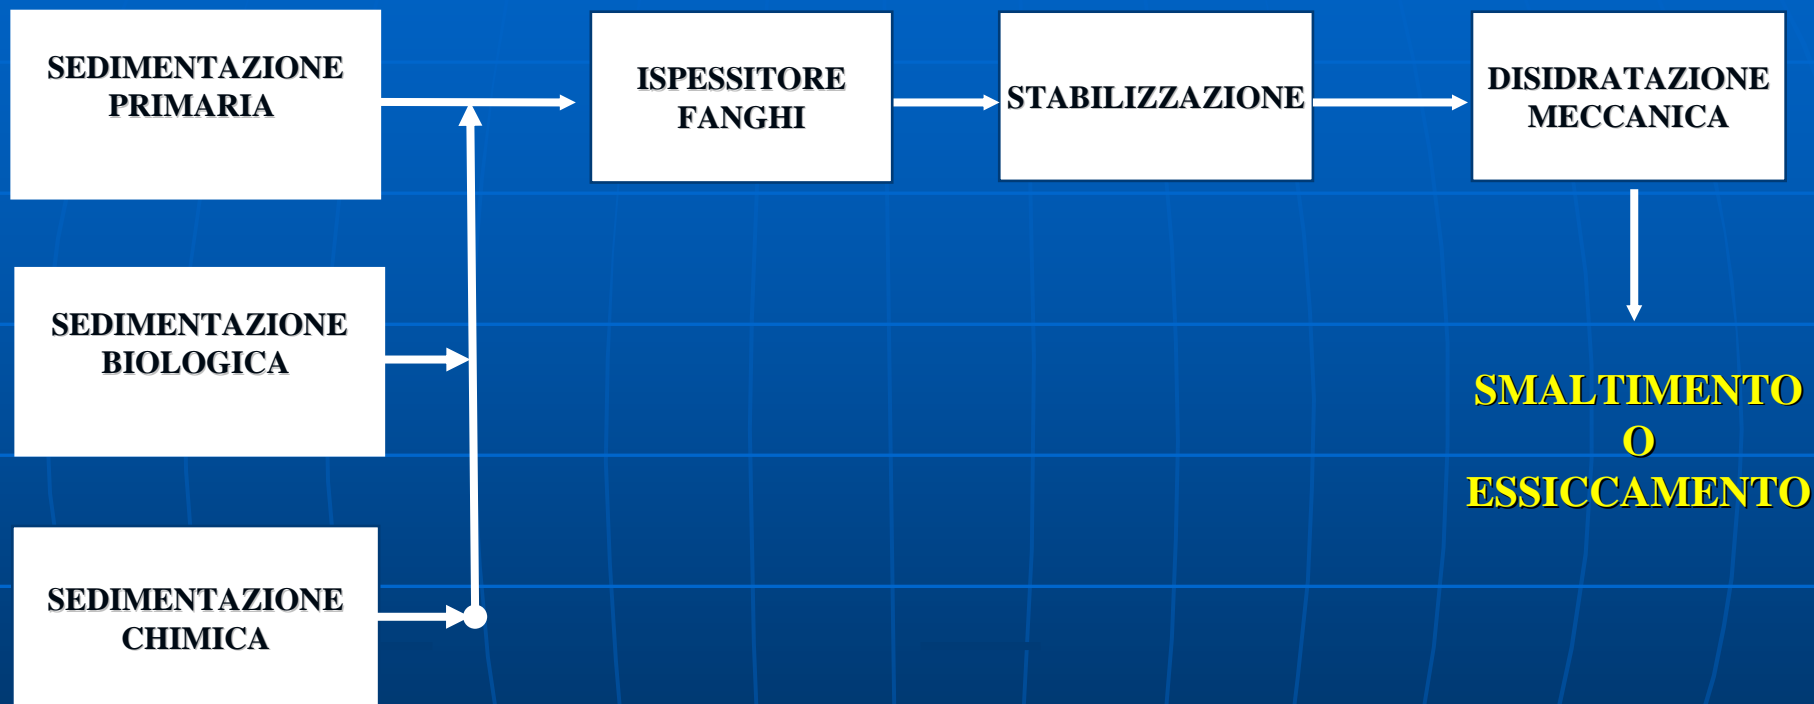 SEDIMENTAZIONE
PRIMARIA
ISPESSITORE
FANGHI
STABILIZZAZIONE
DISIDRATAZIONE
MECCANICA
SEDIMENTAZIONE
BIOLOGICA
SMALTIMENTO
O
ESSICCAMENTO
SEDIMENTAZIONE
CHIMICA